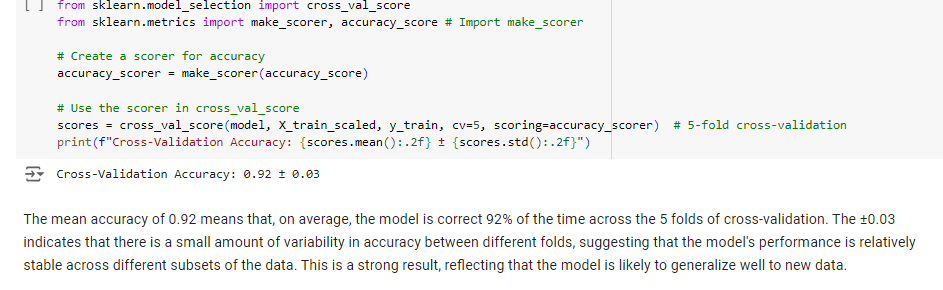 [ ] from sklearn.model_selection import cross_val_score
from sklearn.metrics import make_scorer, accuracy_score # Import make_scorer
# Create a scorer for accuracy
accuracy_scorer = make_scorer(accuracy_score)
# Use the scorer in cross_val_score
scores = cross_val_score(model, X_train_scaled, y_train, cv=5, scoring=accuracy_scorer)  # 5-fold cross-validation
print(f"Cross-Validation Accuracy: {scores.mean():.2f} ± {scores.std():.2f}")
Cross-Validation Accuracy: 0.92 ± 0.03
The mean accuracy of 0.92 means that, on average, the model is correct 92% of the time across the 5 folds of cross-validation. The ±0.03
indicates that there is a small amount of variability in accuracy between different folds, suggesting that the model's performance is relatively
stable across different subsets of the data. This is a strong result, reflecting that the model is likely to generalize well to new data.